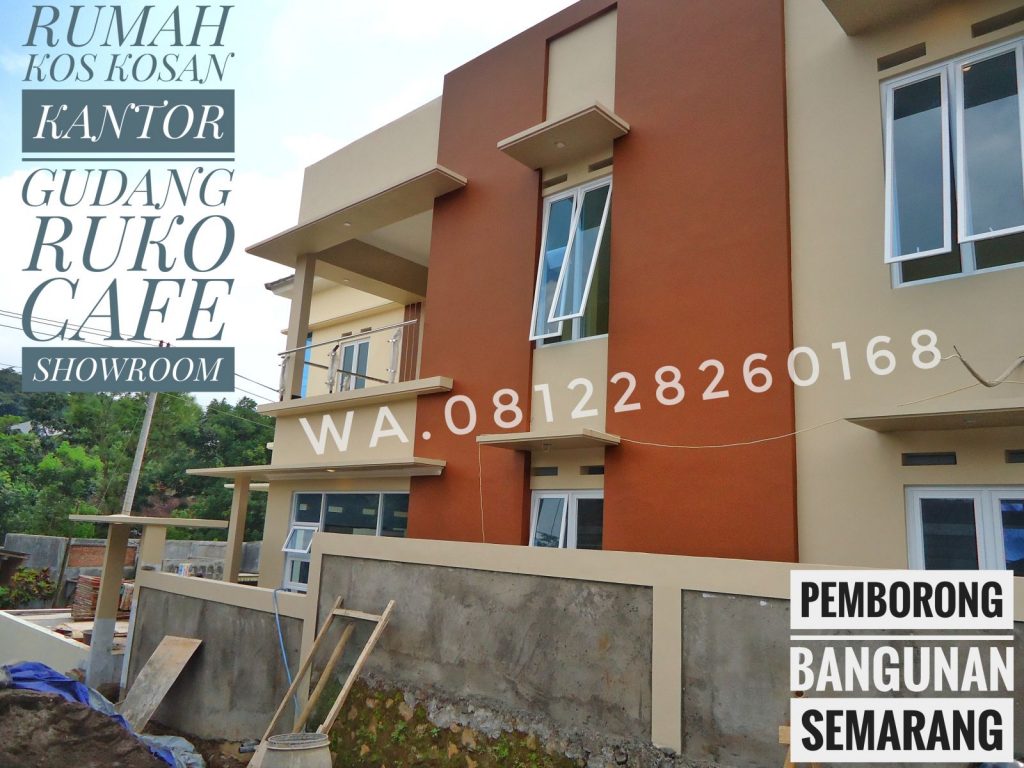 RUMAH
KOS KOSAN
KANTOR
GUDANG
RUKO
CAFE
SHOWROOM
WA.081228260168
PEMBORONG
BANGUNAN
SEMARANG